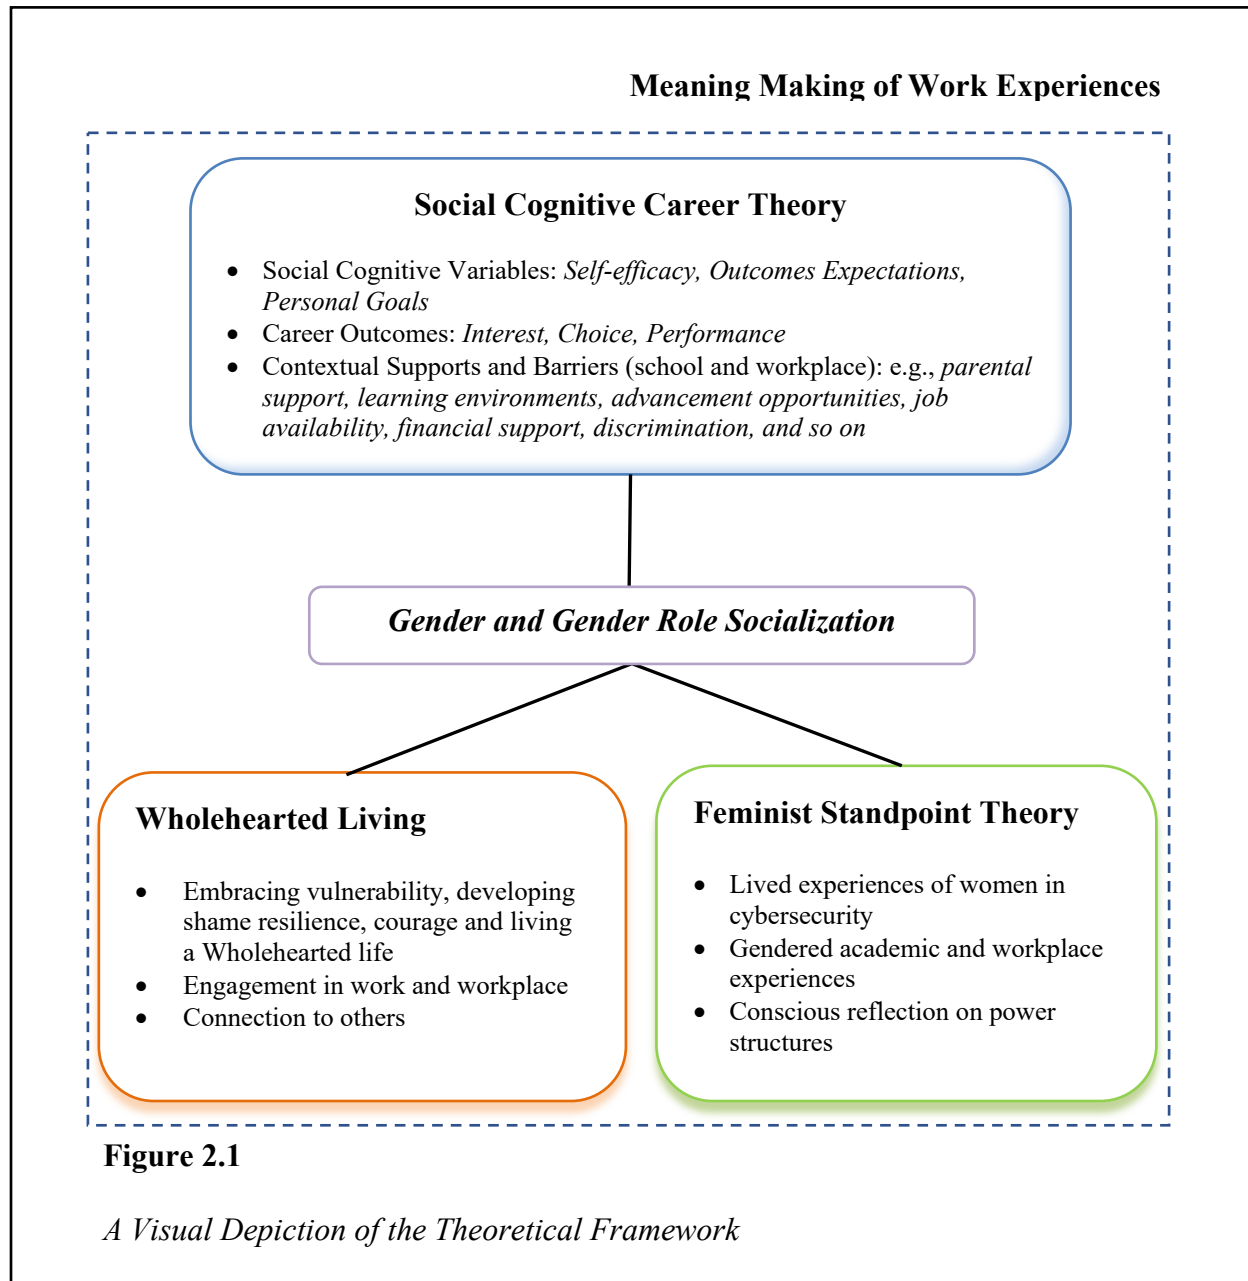 Meaning Making of Work Experiences
Social Cognitive Career Theory
• Social Cognitive Variables: Self-efficacy, Outcomes Expectations,
Personal Goals
• Career Outcomes: Interest, Choice, Performance
• Contextual Supports and Barriers (school and workplace): e.g., parental
support, learning environments, advancement opportunities, job
availability, financial support, discrimination, and so on
Gender and Gender Role Socialization
Wholehearted Living
• Embracing vulnerability, developing
shame resilience, courage and living
a Wholehearted life
• Engagement in work and workplace
• Connection to others
Feminist Standpoint Theory
• Lived experiences of women in
cybersecurity
• Gendered academic and workplace
experiences
• Conscious reflection on power
structures
Figure 2.1
A Visual Depiction of the Theoretical Framework